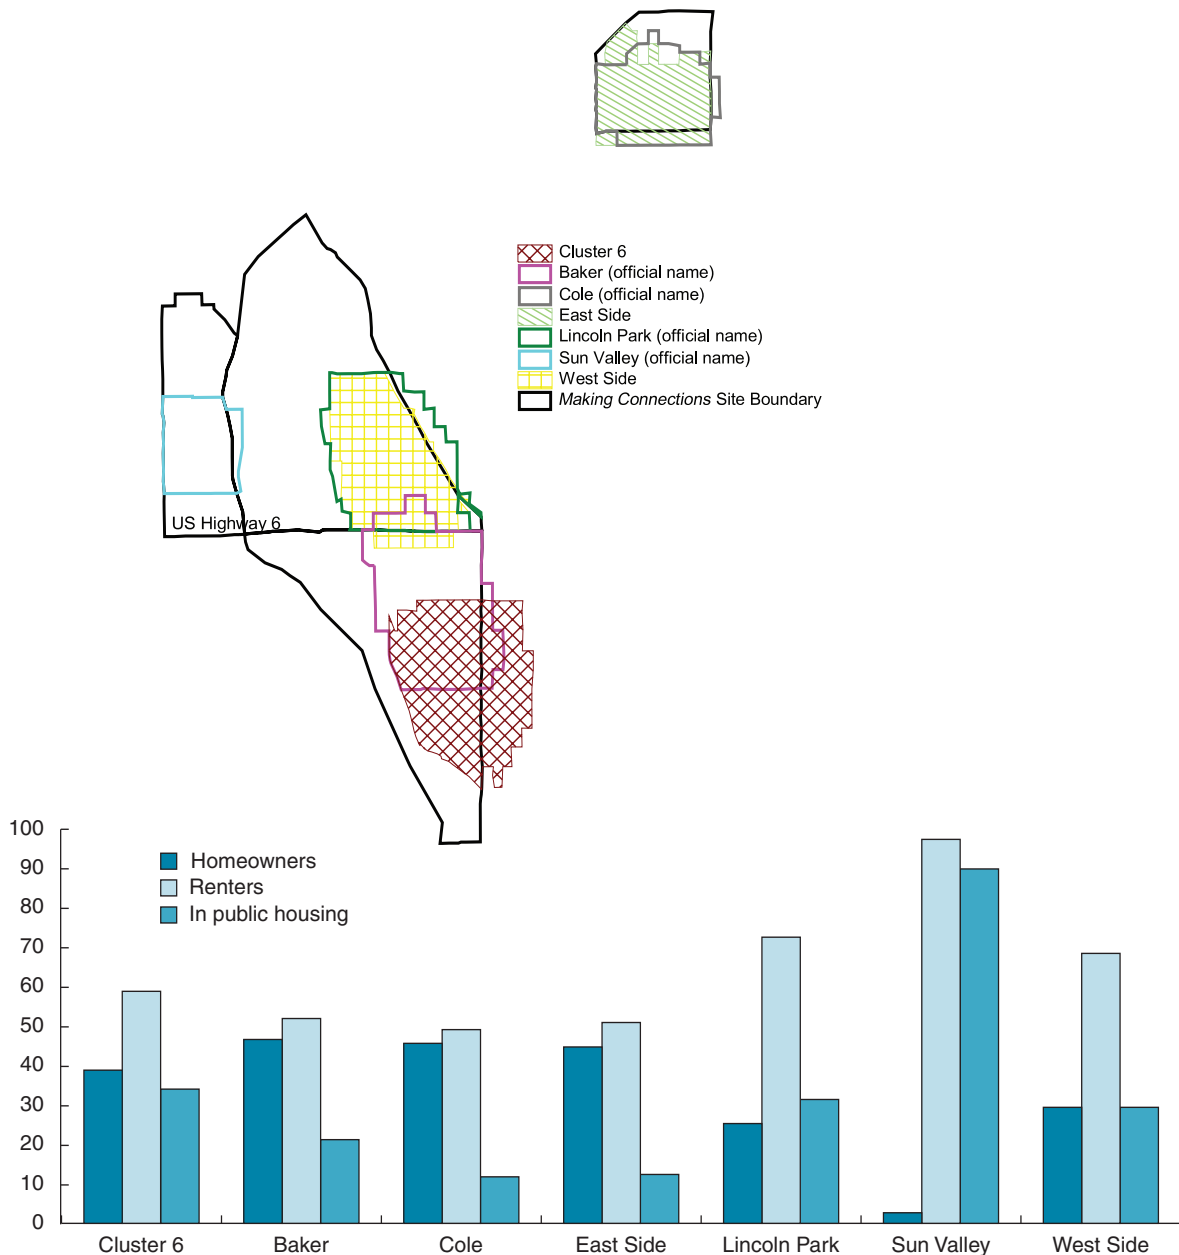 Cluster 6
Baker (official name)
Cole (official name)
East Side
Lincoln Park (official name)
Sun Valley (official name)
West Side
Making Connections Site Boundary
US Highway 6
100
90
80
70
60
50
40
30
20
10
0
Homeowners
Renters
In public housing
Cluster 6
Baker
Cole
East Side
Lincoln Park
Sun Valley
West Side